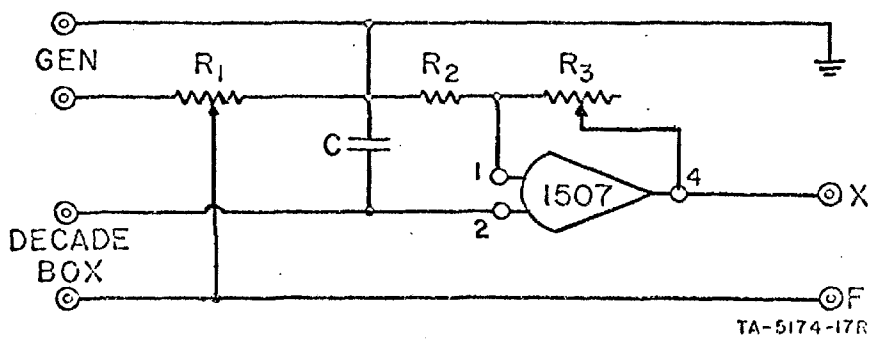 GEN
R1
R2
R3
C
1
1507
4
X
2
DECADE
BOX
F
TA-5174-17R